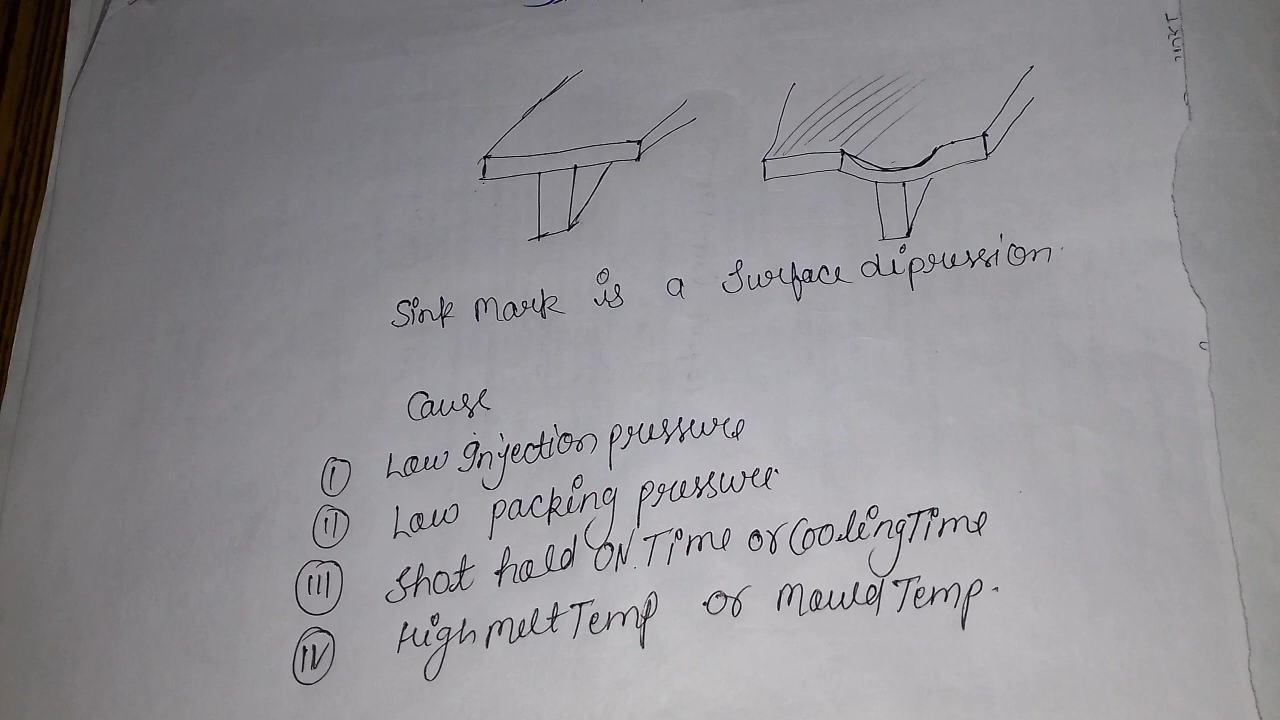 Sink mark is a Surface dipression.
Cause
I Low Injection pressure
II Low packing pressure.
III Shot hold ON. Time or Cooling Time
IV High melt Temp or Mould Temp.